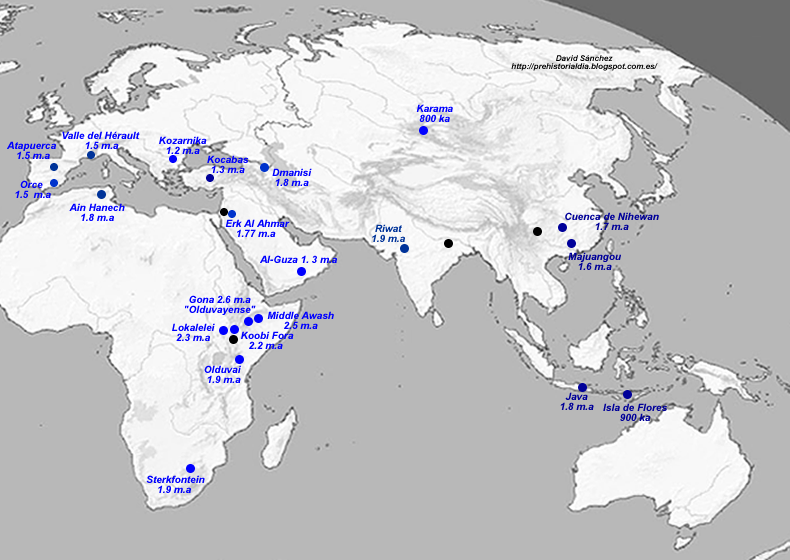 David Sánchez
http://prehistorialdia.blogspot.com.es/
Karama
800 ka
Valle del Hérault
1.5 m.a
Kozarnika
1.2 m.a
Atapuerca
1.5 m.a
Kocabas
1.3 m.a
Dmanisi
1.8 m.a
Orce
1.5 m.a
Ain Hanech
1.8 m.a
Erk Al Ahmar
1.77 m.a
Riwat
1.9 m.a
Cuenca de Nihewan
1.7 m.a
Majuangou
1.6 m.a
Al-Guza 1. 3 m.a
Gona 2.6 m.a
"Olduvayense"
Middle Awash
2.5 m.a
Lokalelei
2.3 m.a
Koobi Fora
2.2 m.a
Olduvai
1.9 m.a
Java
1.8 m.a
Isla de Flores
900 ka
Sterkfontein
1.9 m.a